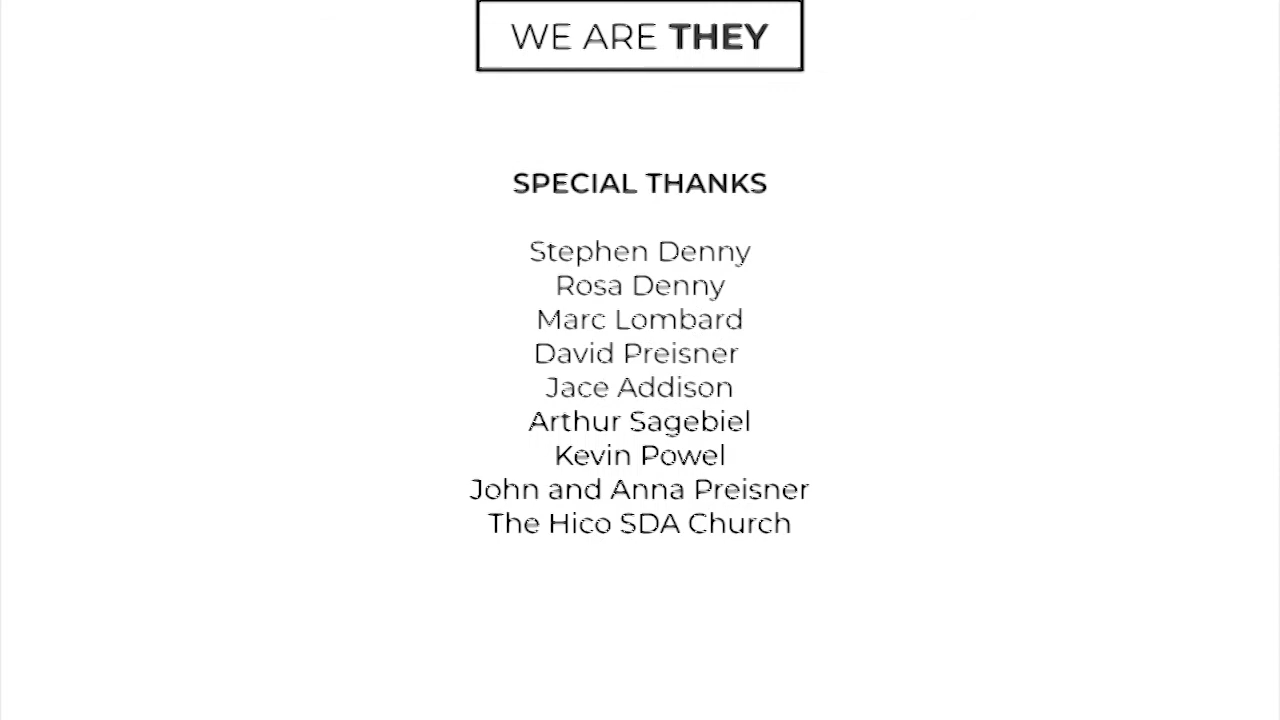 WE ARE THEY
SPECIAL THANKS
Stephen Denny
Rosa Denny
Marc Lombard
David Preisner
Jace Addison
Arthur Sagebiel
Kevin Powel
John and Anna Preisner
The Hico SDA Church